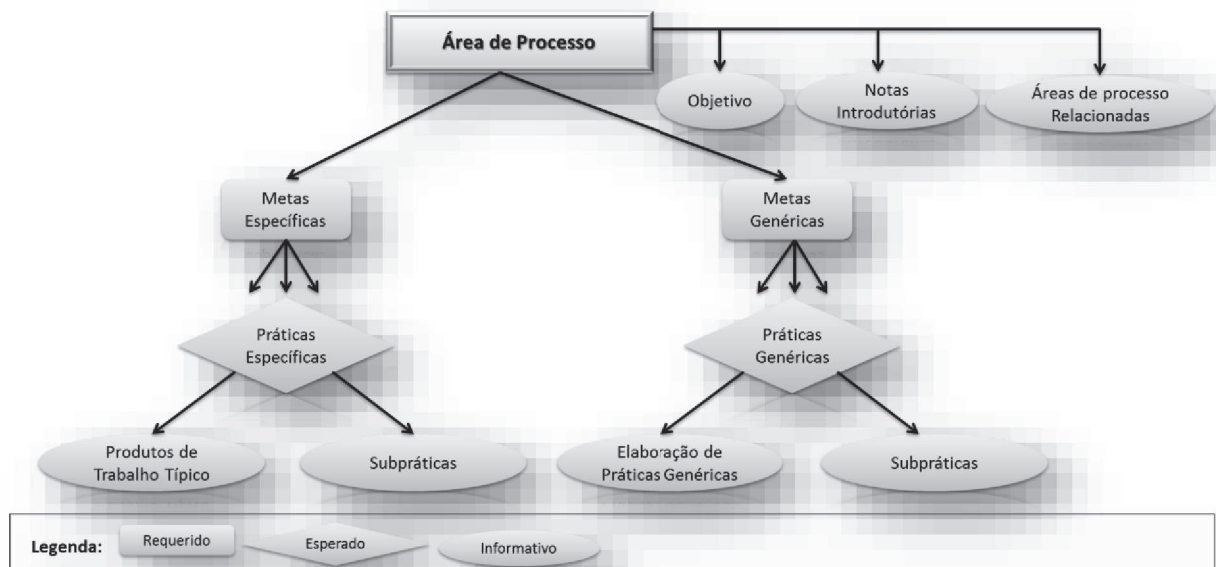 Área de Processo
Objetivo
Notas
Introdutórias
Áreas de processo
Relacionadas
Metas
Específicas
Metas
Genéricas
Práticas
Específicas
Práticas
Genéricas
Produtos de
Trabalho Típico
Subpráticas
Elaboração de
Práticas Genéricas
Subpráticas
Legenda:
Requerido
Esperado
Informativo